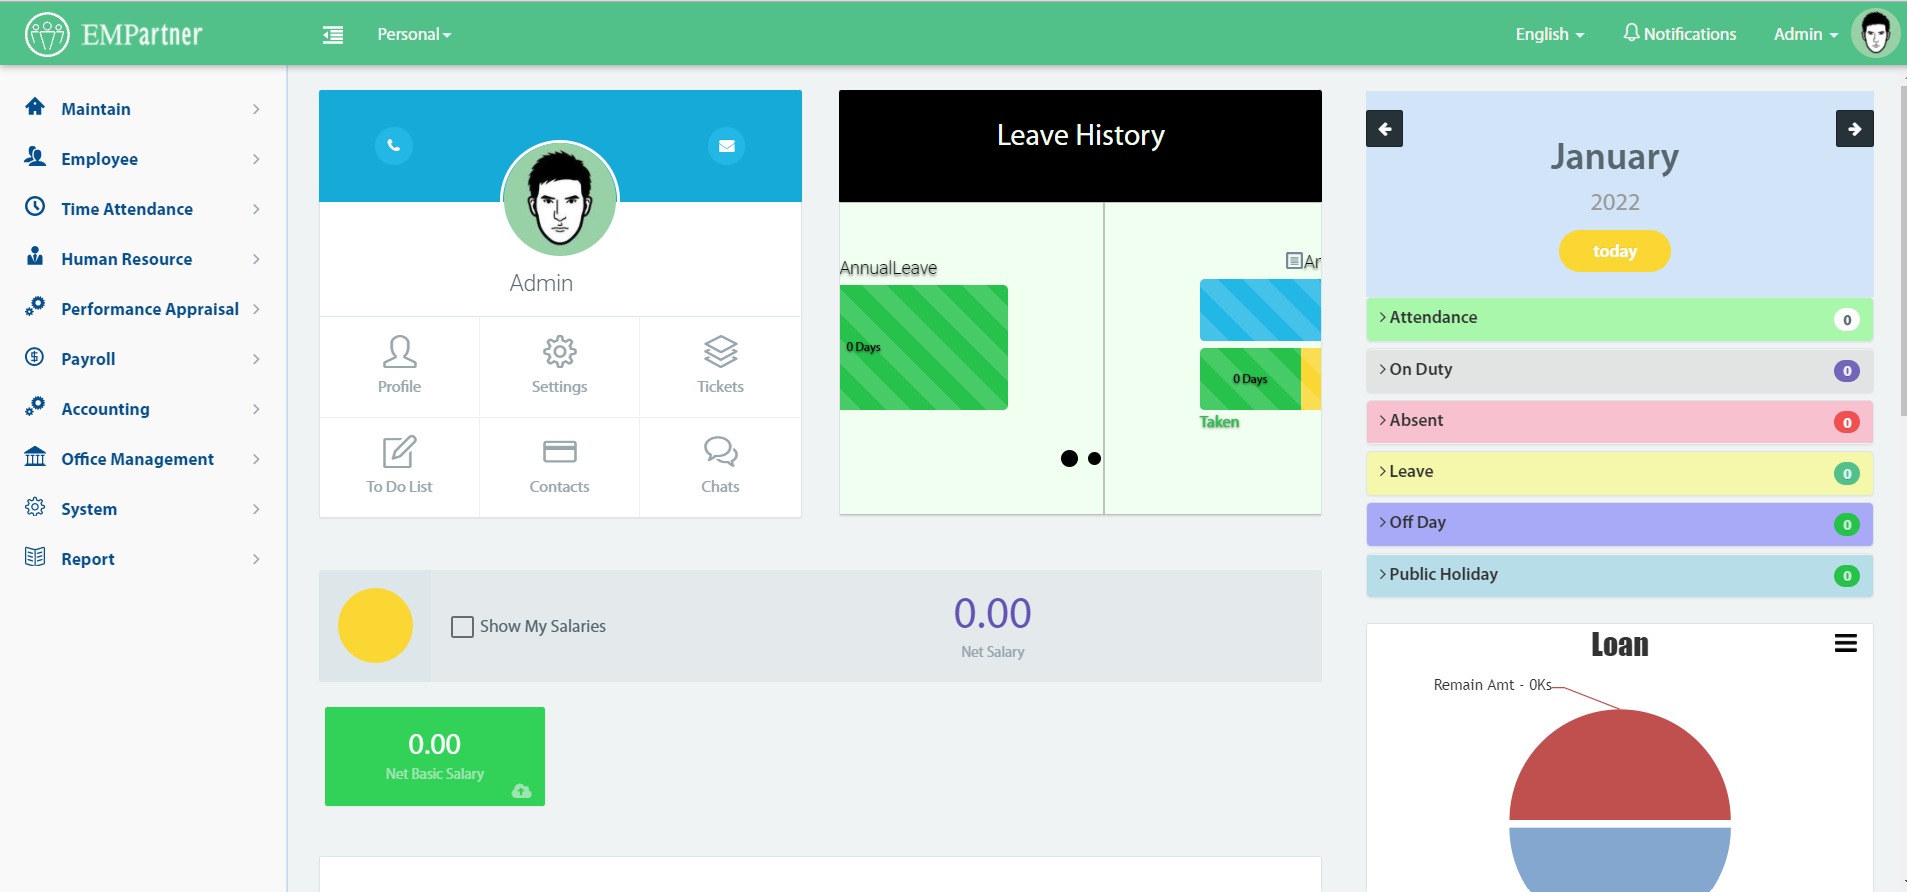 EMPartner
Personal
English
Notifications
Admin
Maintain
Employee
Time Attendance
Human Resource
Performance Appraisal
Payroll
Accounting
Office Management
System
Report
Admin
Profile
Settings
Tickets
To Do List
Contacts
Chats
Leave History
AnnualLeave
0 Days
An
0 Days
Taken
January
2022
today
Attendance 0
On Duty 0
Absent 0
Leave 0
Off Day 0
Public Holiday 0
Show My Salaries
0.00
Net Salary
0.00
Net Basic Salary
Loan
Remain Amt - 0Ks